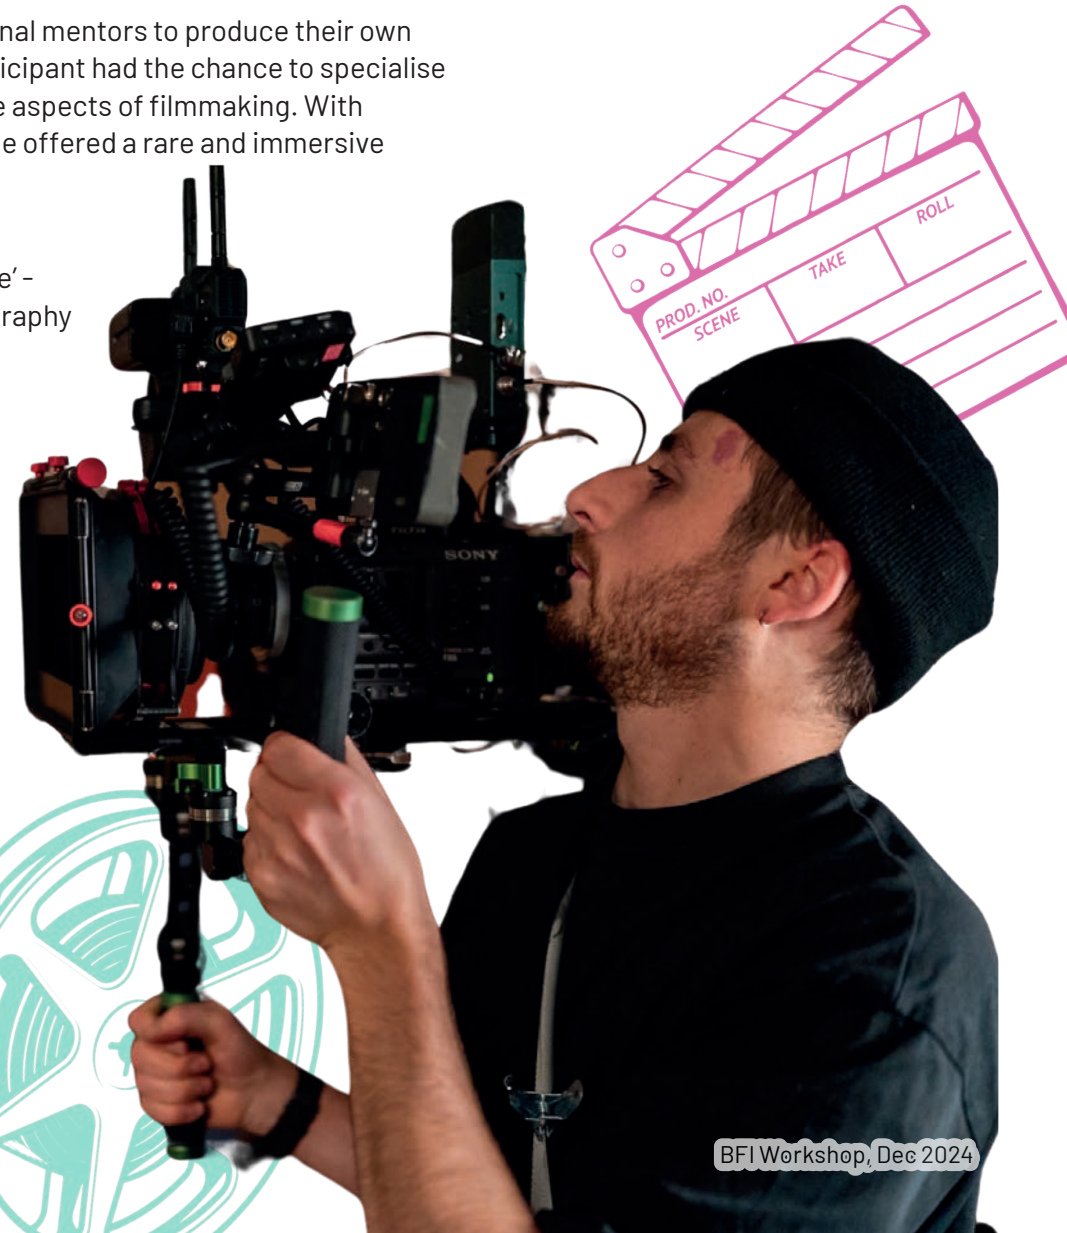 nal mentors to produce their own
icipant had the chance to specialise
e aspects of filmmaking. With
e offered a rare and immersive
e’ –
raphy
ROLL
TAKE
PROD. NO.
SCENE
SONY
BFI Workshop, Dec 2024